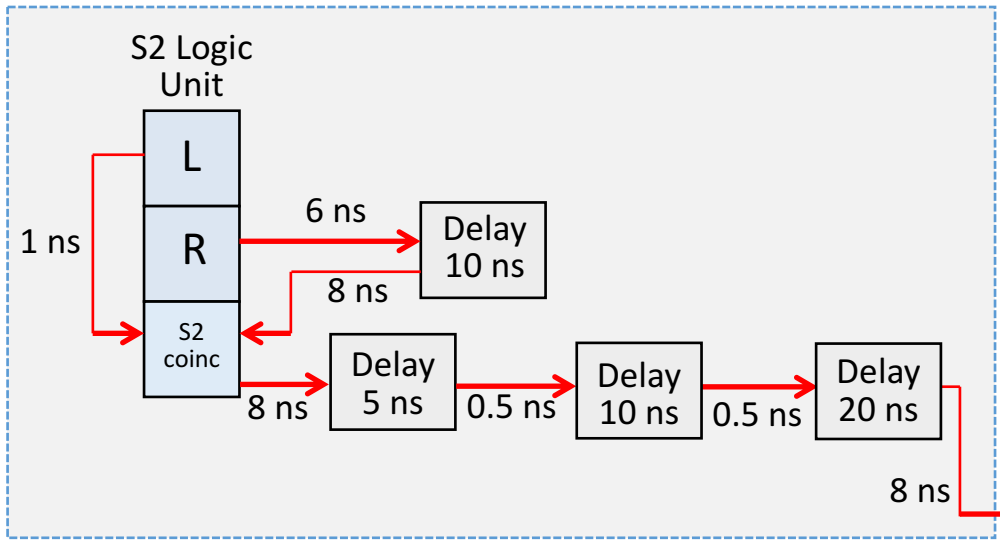 S2 Logic
Unit
L
R
1 ns
6 ns
Delay
10 ns
8 ns
S2
coinc
8 ns
Delay
5 ns
0.5 ns
Delay
10 ns
0.5 ns
Delay
20 ns
8 ns